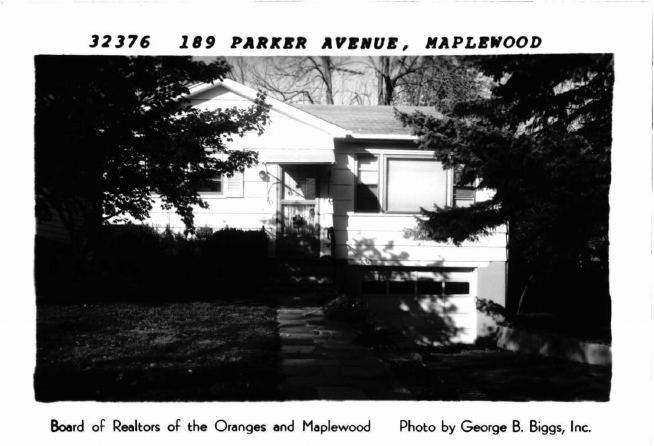 32376 189 PARKER AVENUE, MAPLEWOOD
Board of Realtors of the Oranges and Maplewood Photo by George B. Biggs, Inc.